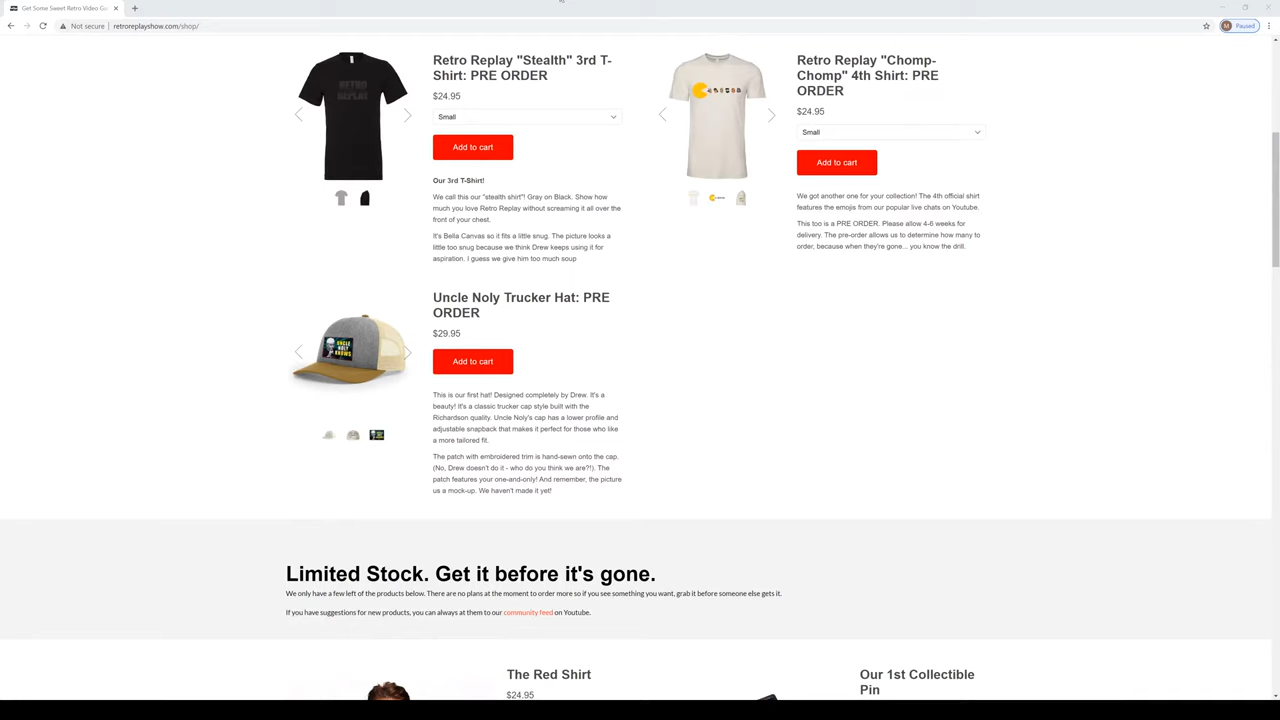 Get Some Sweet Retro Video Ga
Not secure | retroreplayshow.com/shop/
M Paused
Retro Replay "Stealth" 3rd T-
Shirt: PRE ORDER
$24.95
Small
Add to cart
Our 3rd T-Shirt!
We call this our "stealth shirt"! Gray on Black. Show how
much you love Retro Replay without screaming it all over the
front of your chest.
It's Bella Canvas so it fits a little snug. The picture looks a
little too snug because we think Drew keeps using it for
aspiration. I guess we give him too much soup
RETRO
REPLAY
Retro Replay "Chomp-
Chomp" 4th Shirt: PRE
ORDER
$24.95
Small
Add to cart
We got another one for your collection! The 4th official shirt
features the emojis from our popular live chats on Youtube.
This too is a PRE ORDER. Please allow 4-6 weeks for
delivery. The pre-order allows us to determine how many to
order, because when they're gone... you know the drill.
Uncle Noly Trucker Hat: PRE
ORDER
$29.95
Add to cart
UNCLE
NOLY
KNOWS
This is our first hat! Designed completely by Drew. It's a
beauty! It's a classic trucker cap style built with the
Richardson quality. Uncle Noly's cap has a lower profile and
adjustable snapback that makes it perfect for those who like
a more tailored fit.
The patch with embroidered trim is hand-sewn onto the cap.
(No, Drew doesn't do it - who do you think we are?!). The
patch features your one-and-only! And remember, the picture
us a mock-up. We haven't made it yet!
Limited Stock. Get it before it's gone.
We only have a few left of the products below. There are no plans at the moment to order more so if you see something you want, grab it before someone else gets it.
If you have suggestions for new products, you can always at them to our community feed on Youtube.
The Red Shirt
$24.95
Our 1st Collectible
Pin